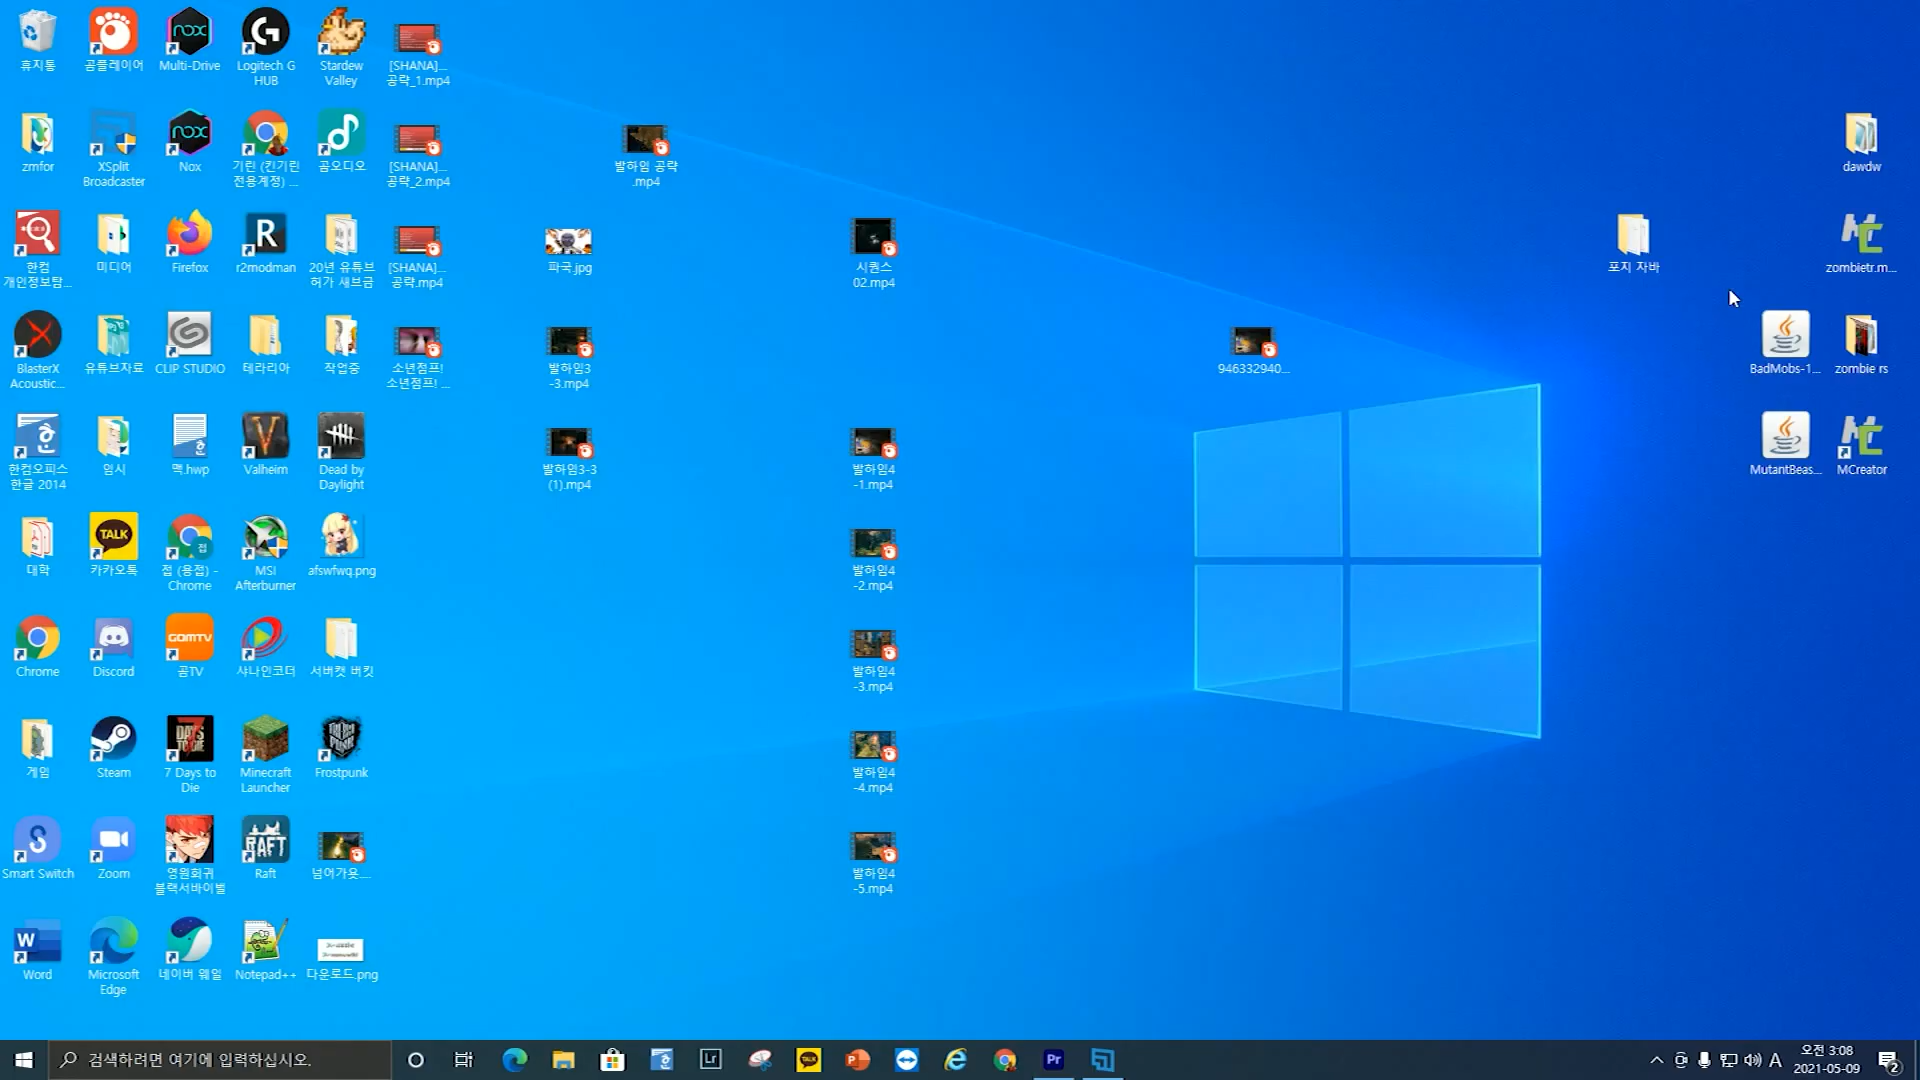 휴지통
곰플레이어
Multi-Drive
Logitech G
HUB
Stardew
Valley
[SHANA]...
공략_1.mp4
zmfor
XSplit
Broadcaster
Nox
기린 (킨기린
전용계정) ...
곰오디오
[SHANA]...
공략_2.mp4
발하임 공략
.mp4
dawdw
한컴
개인정보탐...
미디어
Firefox
r2modman
20년 유튜브
허가 새브금
[SHANA]...
공략.mp4
파국.jpg
시퀀스
02.mp4
포지 자바
zombietr.m...
BlasterX
Acoustic...
유튜브자료
CLIP STUDIO
테라리아
작업중
소년점프!
소년점프! ...
발하임3
-3.mp4
946332940...
BadMobs-1...
zombie rs
한컴오피스
한글 2014
임시
맥.hwp
Valheim
Dead by
Daylight
발하임3-3
(1).mp4
발하임4
-1.mp4
MutantBeas...
MCreator
대학
TALK
카카오톡
접 (용접) -
Chrome
MSI
Afterburner
afswfwq.png
발하임4
-2.mp4
Chrome
Discord
GOMTV
곰TV
샤나인코더
서버캣 버킷
발하임4
-3.mp4
게임
Steam
7 Days to
Die
Minecraft
Launcher
Frostpunk
발하임4
-4.mp4
Smart Switch
Zoom
영원회귀
블랙서바이벌
RAFT
Raft
넘어가욧....
발하임4
-5.mp4
Word
Microsoft
Edge
네이버 웨일
Notepad++
다운로드.png
검색하려면 여기에 입력하십시오.
Lr
TALK
Pr
A
오전 3:08
2021-05-09
2